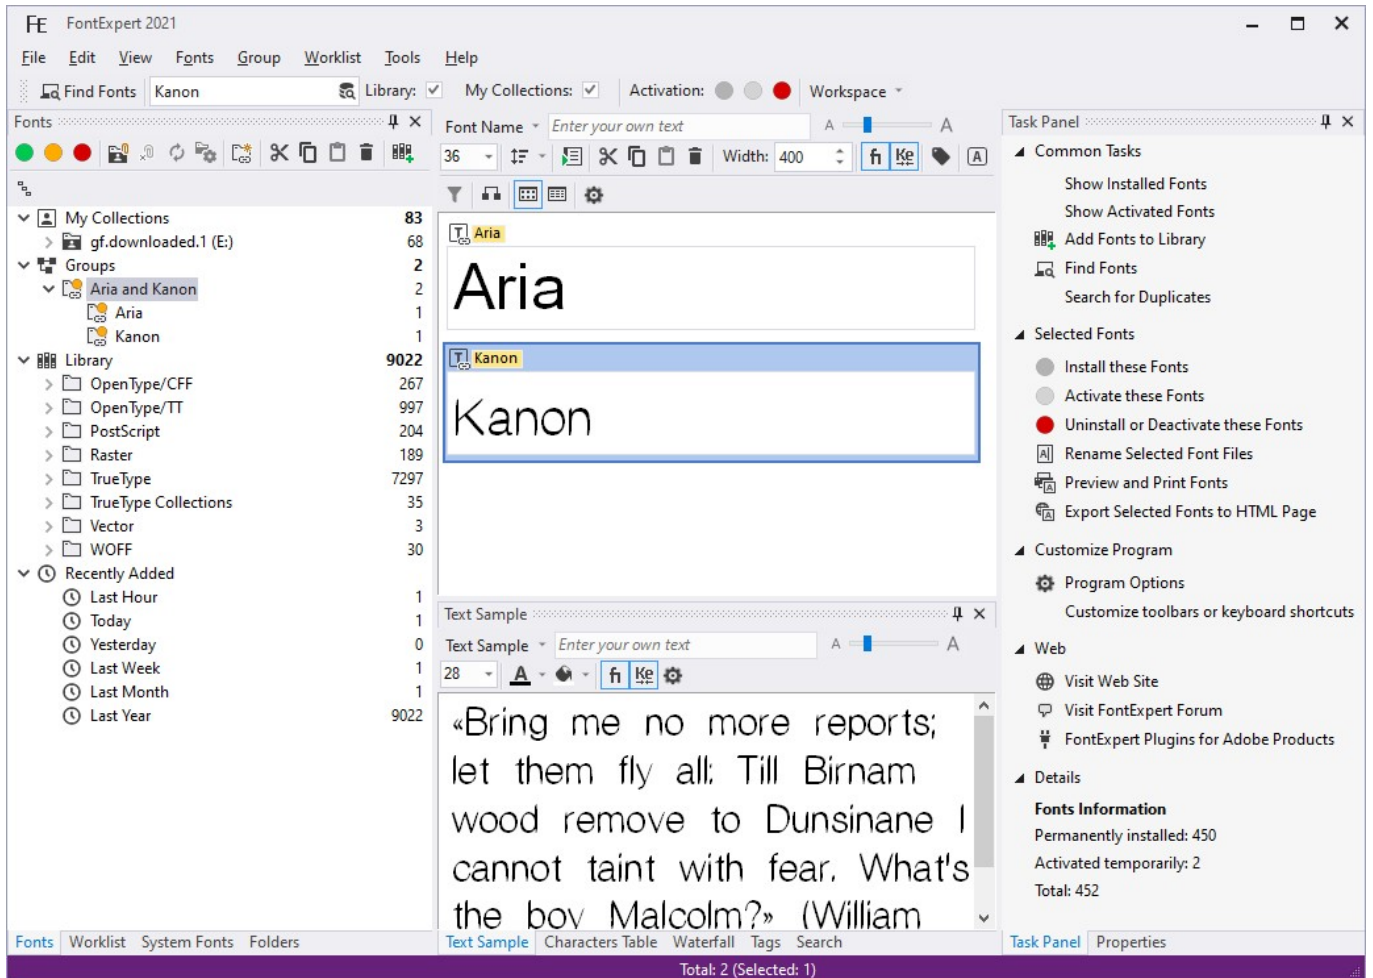 FE FontExpert 2021
File Edit View Fonts Group Worklist Tools Help
Find Fonts Kanon Library: My Collections: Activation: Workspace
Fonts
My Collections 83
gf.downloaded.1 (E:) 68
Groups 2
Aria and Kanon 2
Aria 1
Kanon 1
Library 9022
OpenType/CFF 267
OpenType/TT 997
PostScript 204
Raster 189
TrueType 7297
TrueType Collections 35
Vector 3
WOFF 30
Recently Added
Last Hour 1
Today 1
Yesterday 0
Last Week 1
Last Month 1
Last Year 9022
Fonts Worklist System Fonts Folders
Font Name Enter your own text A A
36 Width: 400 fi Ke A
T Aria
Aria
T Kanon
Kanon
Text Sample
Text Sample Enter your own text A A
28 A fi Ke
«Bring me no more reports;
let them fly all: Till Birnam
wood remove to Dunsinane I
cannot taint with fear. What's
the boy Malcolm?» (William
Text Sample Characters Table Waterfall Tags Search
Task Panel
Common Tasks
Show Installed Fonts
Show Activated Fonts
Add Fonts to Library
Find Fonts
Search for Duplicates
Selected Fonts
Install these Fonts
Activate these Fonts
Uninstall or Deactivate these Fonts
Rename Selected Font Files
Preview and Print Fonts
Export Selected Fonts to HTML Page
Customize Program
Program Options
Customize toolbars or keyboard shortcuts
Web
Visit Web Site
Visit FontExpert Forum
FontExpert Plugins for Adobe Products
Details
Fonts Information
Permanently installed: 450
Activated temporarily: 2
Total: 452
Task Panel Properties
Total: 2 (Selected: 1)